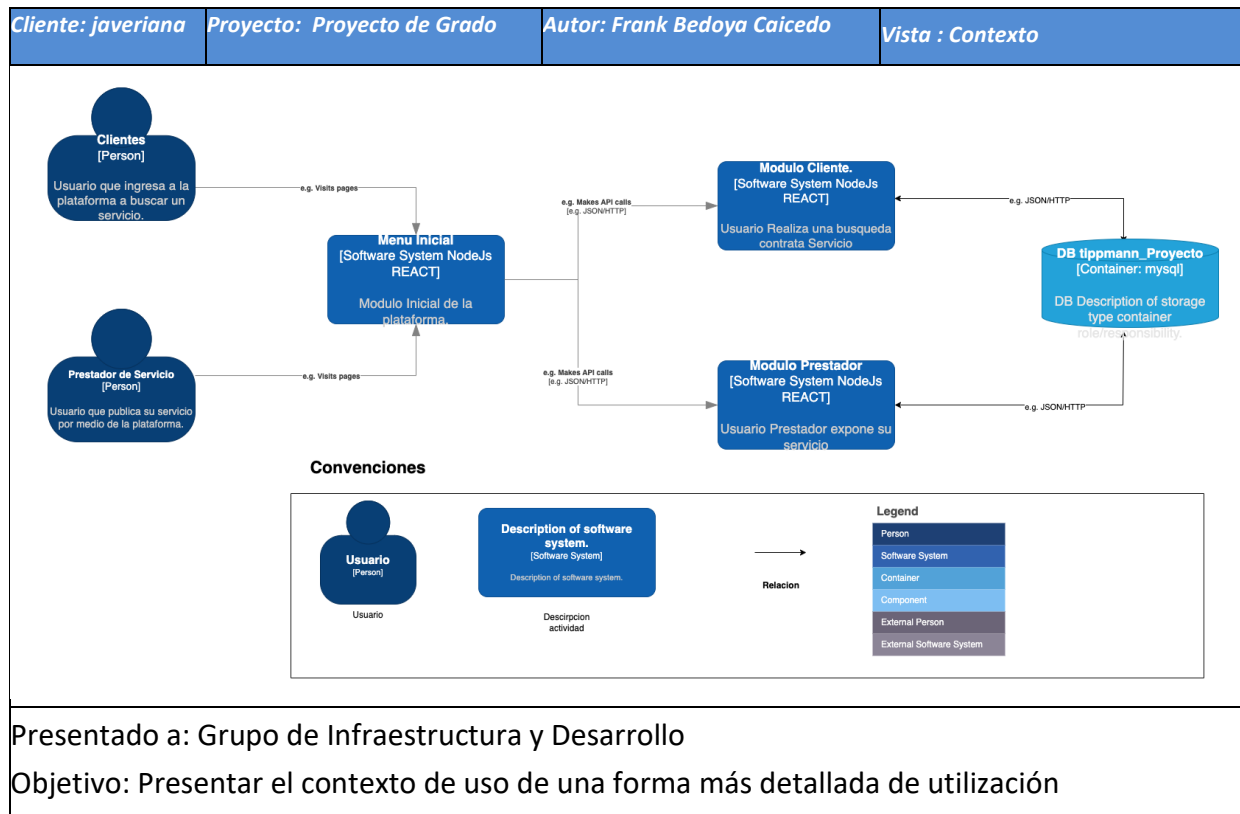 Cliente: javeriana
Proyecto:  Proyecto de Grado
Autor: Frank Bedoya Caicedo
Vista : Contexto
Clientes
[Person]
Usuario que ingresa a la
plataforma a buscar un
servicio.
e.g. Visits pages
Prestador de Servicio
[Person]
Usuario que publica su servicio
por medio de la plataforma.
e.g. Visits pages
Menu Inicial
[Software System NodeJs
REACT]
Modulo Inicial de la
plataforma.
e.g. Makes API calls
[e.g. JSON/HTTP]
e.g. Makes API calls
[e.g. JSON/HTTP]
Modulo Cliente.
[Software System NodeJs
REACT]
Usuario Realiza una busqueda
contrata Servicio
Modulo Prestador
[Software System NodeJs
REACT]
Usuario Prestador expone su
servicio
e.g. JSON/HTTP
e.g. JSON/HTTP
DB tippmann_Proyecto
[Container: mysql]
DB Description of storage
type container
role/responsibility.
Convenciones
Usuario
[Person]
Usuario
Description of software
system.
[Software System]
Description of software system.
Descirpcion
actividad
Relacion
Legend
Person
Software System
Container
Component
External Person
External Software System
Presentado a: Grupo de Infraestructura y Desarrollo
Objetivo: Presentar el contexto de uso de una forma más detallada de utilización